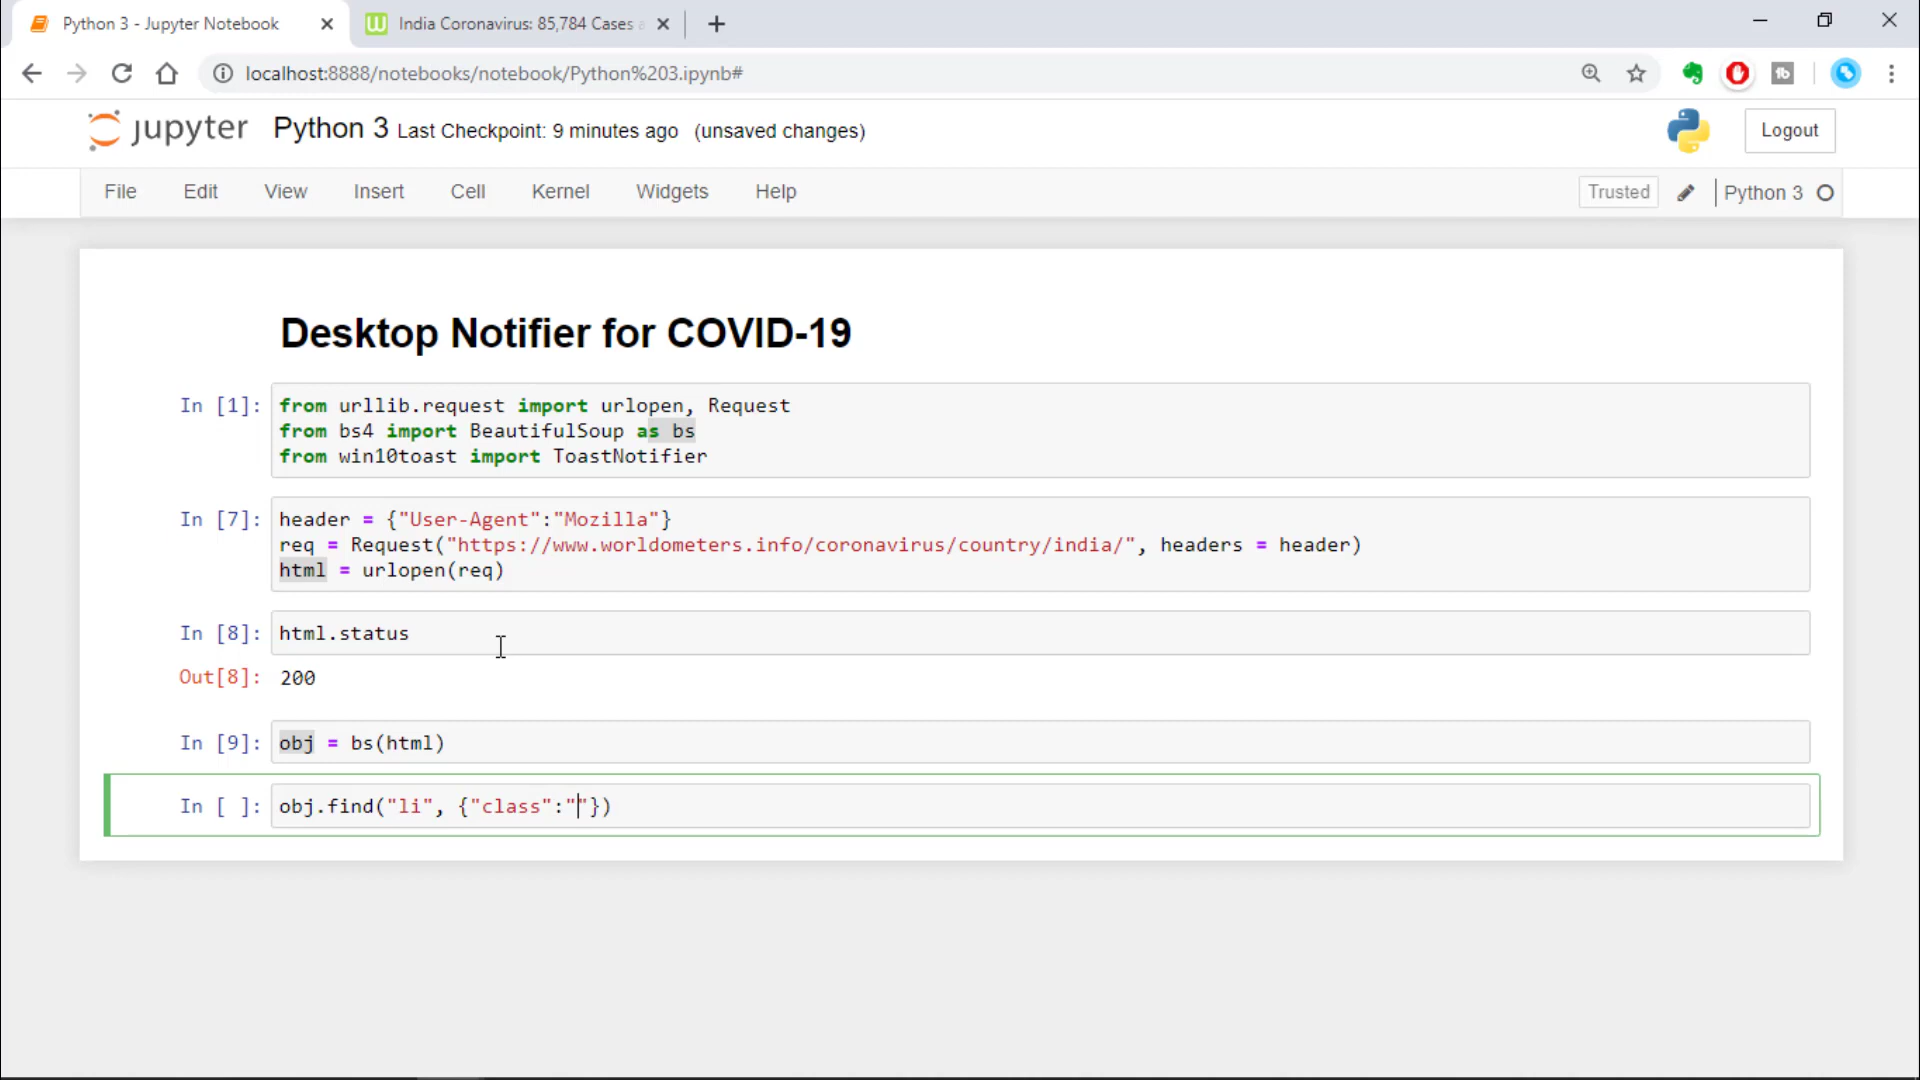 Python 3 - Jupyter Notebook
India Coronavirus: 85,784 Cases
localhost:8888/notebooks/notebook/Python%203.ipynb#
jupyter Python 3 Last Checkpoint: 9 minutes ago (unsaved changes)
Logout
File Edit View Insert Cell Kernel Widgets Help
Trusted Python 3
Desktop Notifier for COVID-19
In [1]: from urllib.request import urlopen, Request
from bs4 import BeautifulSoup as bs
from win10toast import ToastNotifier
In [7]: header = {"User-Agent":"Mozilla"}
req = Request("https://www.worldometers.info/coronavirus/country/india/", headers = header)
html = urlopen(req)
In [8]: html.status
Out[8]: 200
In [9]: obj = bs(html)
In [ ]: obj.find("li", {"class":""})